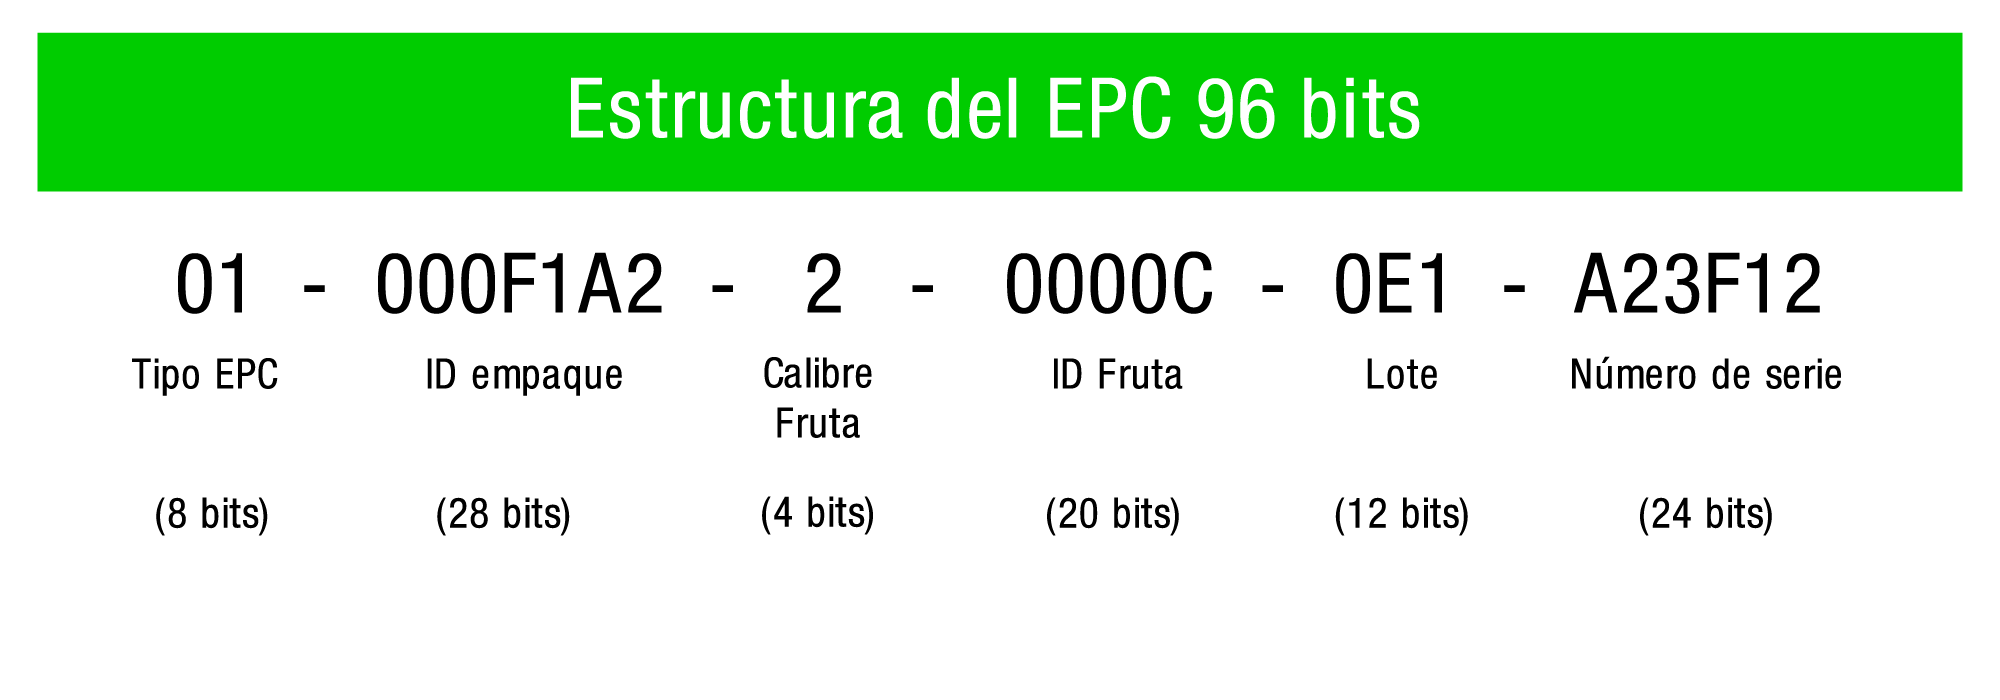 Estructura del EPC 96 bits
01 - 000F1A2 - 2 - 0000C - 0E1 - A23F12
Tipo EPC ID empaque Calibre ID Fruta Lote Número de serie
Fruta
(8 bits) (28 bits) (4 bits) (20 bits) (12 bits) (24 bits)